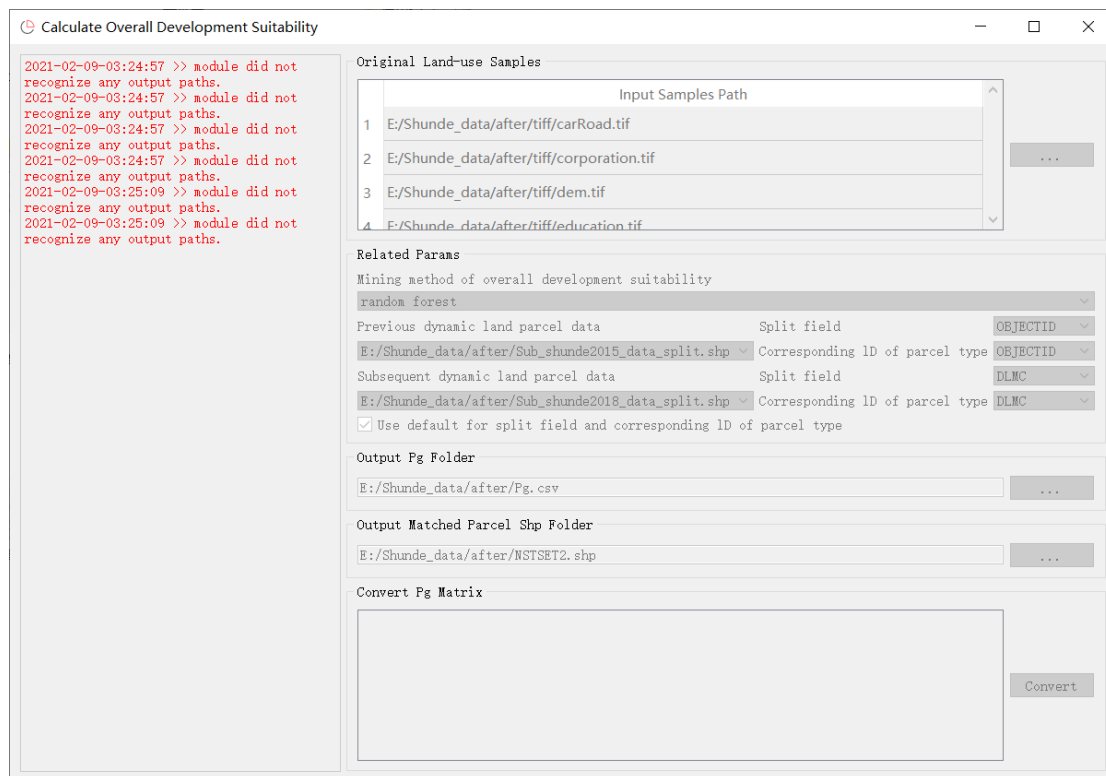 Calculate Overall Development Suitability
2021-02-09-03:24:57 >> module did not
recognize any output paths.
2021-02-09-03:24:57 >> module did not
recognize any output paths.
2021-02-09-03:24:57 >> module did not
recognize any output paths.
2021-02-09-03:24:57 >> module did not
recognize any output paths.
2021-02-09-03:25:09 >> module did not
recognize any output paths.
2021-02-09-03:25:09 >> module did not
recognize any output paths.
Original Land-use Samples
Input Samples Path
1 E:/Shunde_data/after/tiff/carRoad.tif
2 E:/Shunde_data/after/tiff/corporation.tif
...
3 E:/Shunde_data/after/tiff/dem.tif
4 E:/Shunde_data/after/tiff/education.tif
Related Params
Mining method of overall development suitability
random forest
Previous dynamic land parcel data Split field OBJECTID
E:/Shunde_data/after/Sub_shunde2015_data_split.shp Corresponding lD of parcel type OBJECTID
Subsequent dynamic land parcel data Split field DLMC
E:/Shunde_data/after/Sub_shunde2018_data_split.shp Corresponding lD of parcel type DLMC
Use default for split field and corresponding lD of parcel type
Output Pg Folder
E:/Shunde_data/after/Pg.csv ...
Output Matched Parcel Shp Folder
E:/Shunde_data/after/NSTSET2.shp ...
Convert Pg Matrix
Convert